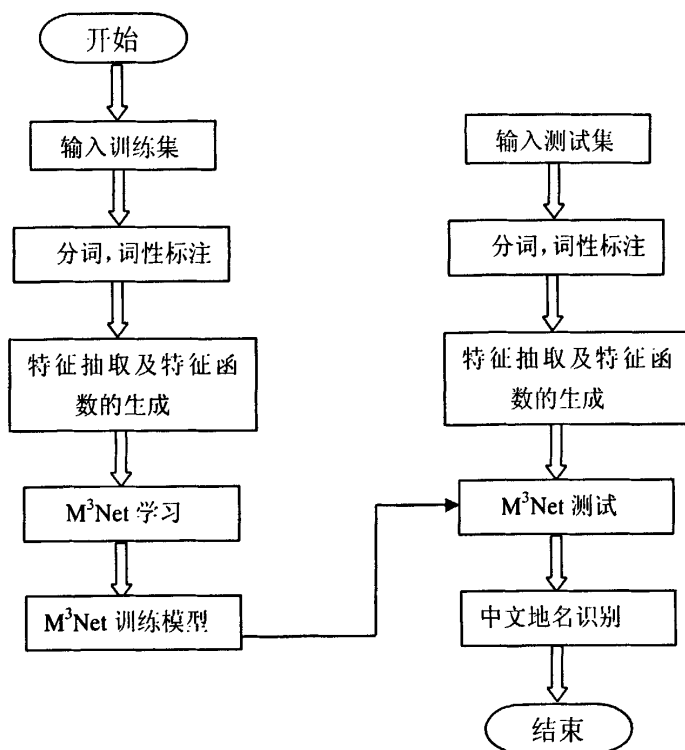 开始
输入训练集
分词，词性标注
特征抽取及特征函
数的生成
M³Net 学习
M³Net 训练模型
输入测试集
分词，词性标注
特征抽取及特征函
数的生成
M³Net 测试
中文地名识别
结束